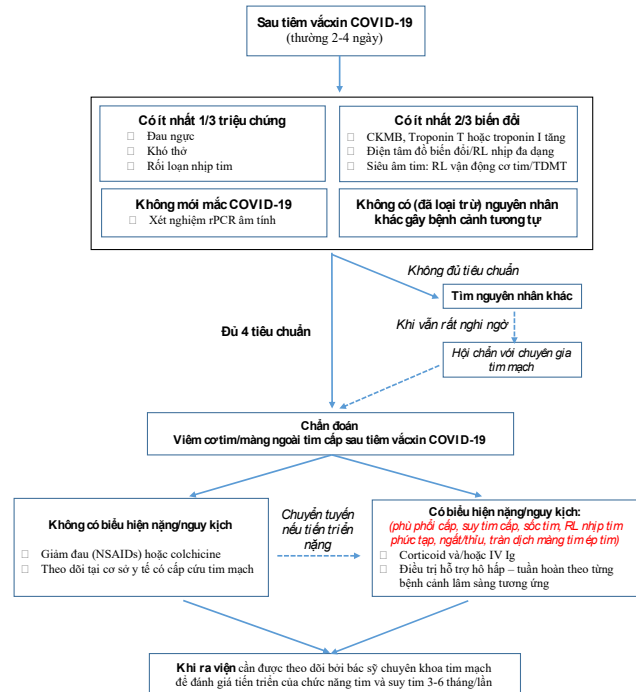 Sau tiêm vắcxin COVID-19
(thường 2-4 ngày)
Có ít nhất 1/3 triệu chứng
Đau ngực
Khó thở
Rối loạn nhịp tim
Có ít nhất 2/3 biến đổi
CKMB, Troponin T hoặc troponin I tăng
Điện tâm đồ biến đổi/RL nhịp đa dạng
Siêu âm tim: RL vận động cơ tim/TDMT
Không mới mắc COVID-19
Xét nghiệm rPCR âm tính
Không có (đã loại trừ) nguyên nhân
khác gây bệnh cảnh tương tự
Không đủ tiêu chuẩn
Tìm nguyên nhân khác
Đủ 4 tiêu chuẩn
Khi vẫn rất nghi ngờ
Hội chẩn với chuyên gia
tim mạch
Chẩn đoán
Viêm cơ tim/màng ngoài tim cấp sau tiêm vắcxin COVID-19
Không có biểu hiện nặng/nguy kịch
Giảm đau (NSAIDs) hoặc colchicine
Theo dõi tại cơ sở y tế có cấp cứu tim mạch
Chuyển tuyến
nếu tiến triển
nặng
Có biểu hiện nặng/nguy kịch:
(phù phổi cấp, suy tim cấp, sốc tim, RL nhịp tim
phức tạp, ngất/thỉu, tràn dịch màng tim ép tim)
Corticoid và/hoặc IV Ig
Điều trị hỗ trợ hô hấp – tuần hoàn theo từng
bệnh cảnh lâm sàng tương ứng
Khi ra viện cần được theo dõi bởi bác sỹ chuyên khoa tim mạch
để đánh giá tiến triển của chức năng tim và suy tim 3-6 tháng/lần